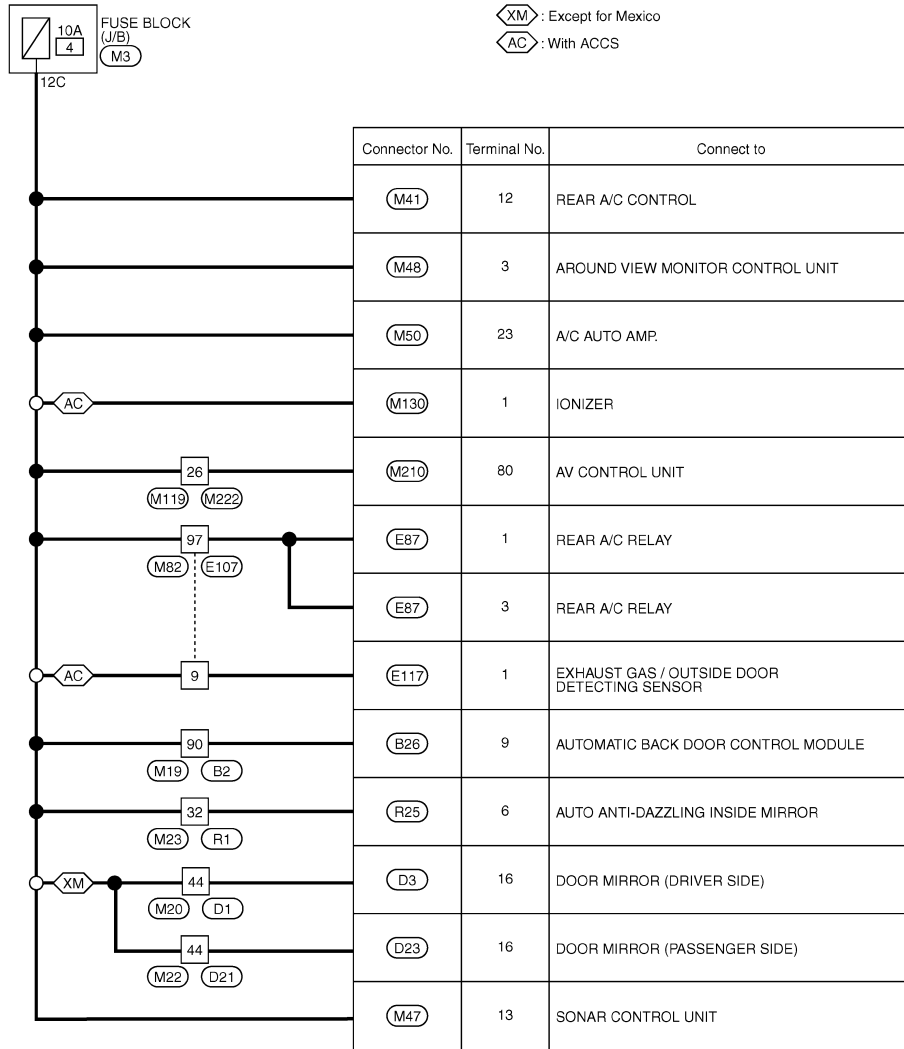 10A
4
FUSE BLOCK
(J/B)
M3
12C
XM : Except for Mexico
AC : With ACCS
Connector No. Terminal No. Connect to
M41 12 REAR A/C CONTROL
M48 3 AROUND VIEW MONITOR CONTROL UNIT
M50 23 A/C AUTO AMP.
AC M130 1 IONIZER
26 M210 80 AV CONTROL UNIT
M119 M222
97 E87 1 REAR A/C RELAY
M82 E107
E87 3 REAR A/C RELAY
AC 9 E117 1 EXHAUST GAS / OUTSIDE DOOR
DETECTING SENSOR
90 B26 9 AUTOMATIC BACK DOOR CONTROL MODULE
M19 B2
32 R25 6 AUTO ANTI-DAZZLING INSIDE MIRROR
M23 R1
XM 44 D3 16 DOOR MIRROR (DRIVER SIDE)
M20 D1
44 D23 16 DOOR MIRROR (PASSENGER SIDE)
M22 D21
M47 13 SONAR CONTROL UNIT